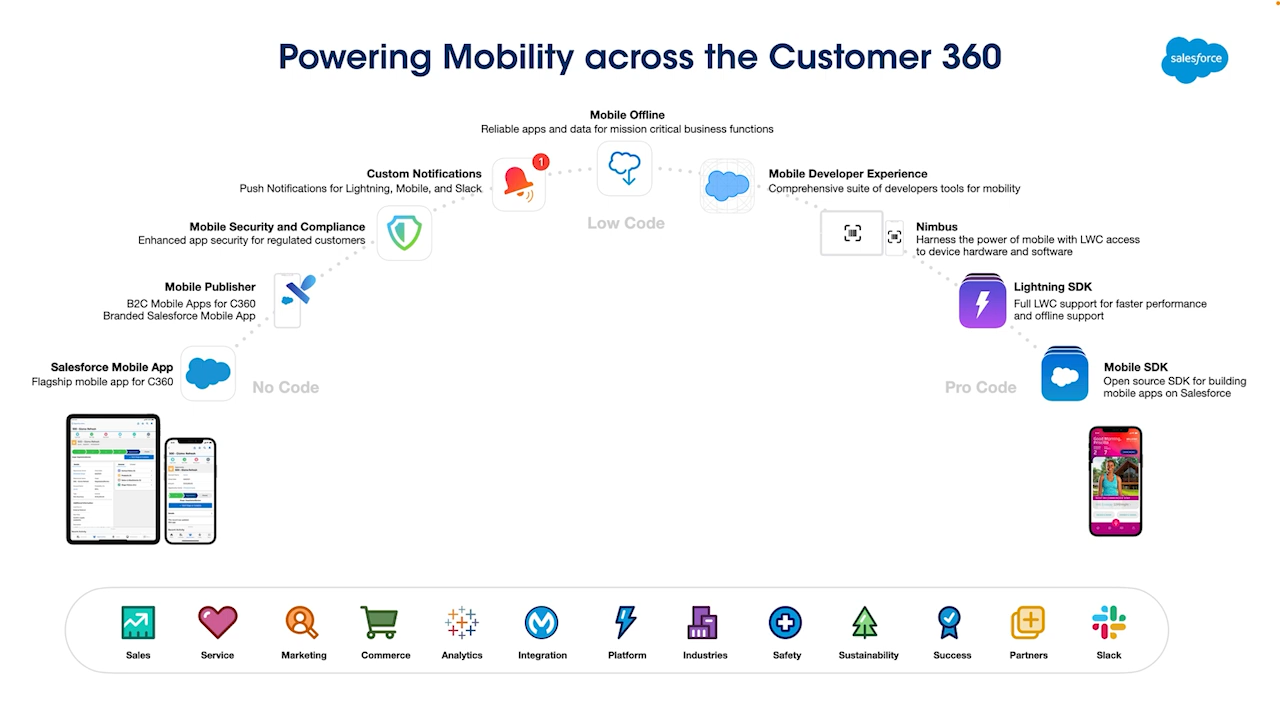 Powering Mobility across the Customer 360
salesforce
Mobile Offline
Reliable apps and data for mission critical business functions
1
Custom Notifications
Push Notifications for Lightning, Mobile, and Slack
Mobile Developer Experience
Comprehensive suite of developers tools for mobility
Low Code
Mobile Security and Compliance
Enhanced app security for regulated customers
Nimbus
Harness the power of mobile with LWC access
to device hardware and software
Mobile Publisher
B2C Mobile Apps for C360
Branded Salesforce Mobile App
Lightning SDK
Full LWC support for faster performance
and offline support
Salesforce Mobile App
Flagship mobile app for C360
No Code
Pro Code
Mobile SDK
Open source SDK for building
mobile apps on Salesforce
Good Morning,
Sales
Service
Marketing
Commerce
Analytics
Integration
Platform
Industries
Safety
Sustainability
Success
Partners
Slack